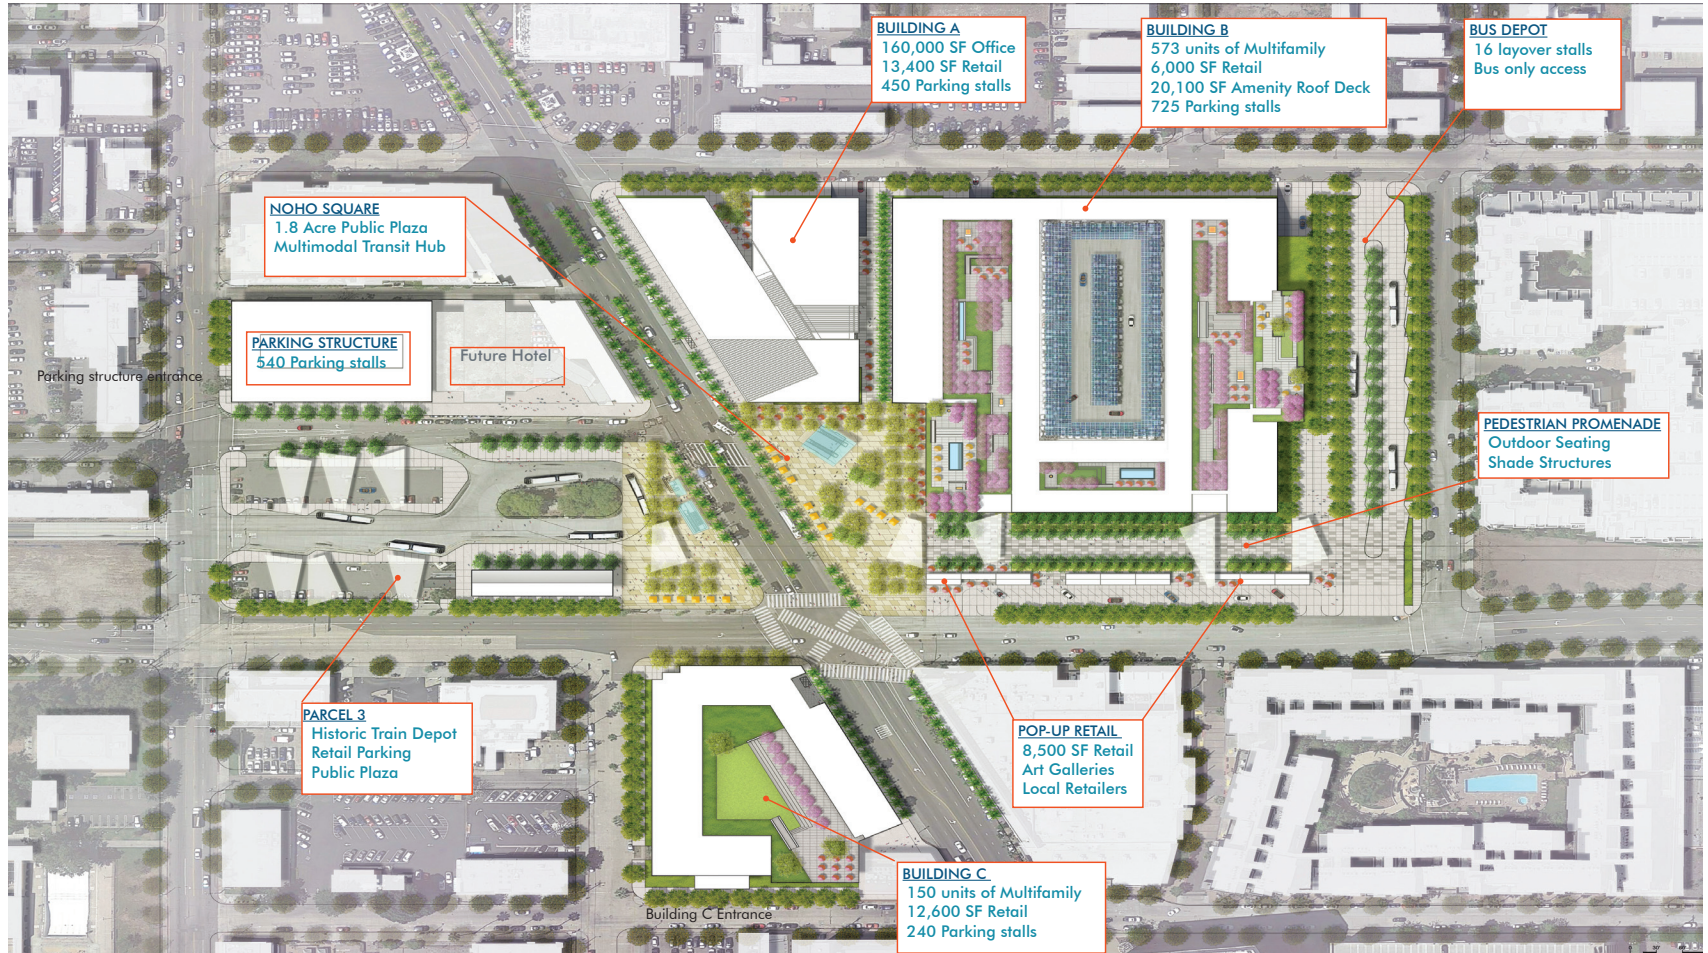 BUILDING A
160,000 SF Office
13,400 SF Retail
450 Parking stalls
BUILDING B
573 units of Multifamily
6,000 SF Retail
20,100 SF Amenity Roof Deck
725 Parking stalls
BUS DEPOT
16 layover stalls
Bus only access
NOHO SQUARE
1.8 Acre Public Plaza
Multimodal Transit Hub
PARKING STRUCTURE
540 Parking stalls
Future Hotel
Parking structure entrance
PEDESTRIAN PROMENADE
Outdoor Seating
Shade Structures
PARCEL 3
Historic Train Depot
Retail Parking
Public Plaza
POP-UP RETAIL
8,500 SF Retail
Art Galleries
Local Retailers
BUILDING C
150 units of Multifamily
12,600 SF Retail
240 Parking stalls
Building C Entrance